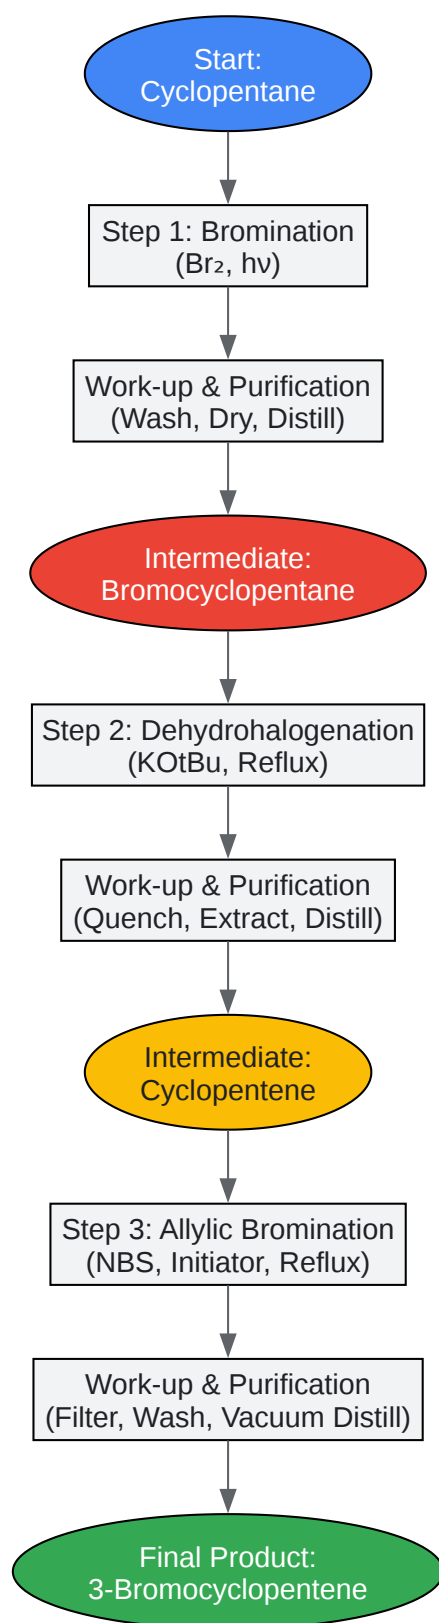 Start:
Cyclopentane
Step 1: Bromination
(Br₂, hν)
Work-up & Purification
(Wash, Dry, Distill)
Intermediate:
Bromocyclopentane
Step 2: Dehydrohalogenation
(KOtBu, Reflux)
Work-up & Purification
(Quench, Extract, Distill)
Intermediate:
Cyclopentene
Step 3: Allylic Bromination
(NBS, Initiator, Reflux)
Work-up & Purification
(Filter, Wash, Vacuum Distill)
Final Product:
3-Bromocyclopentene